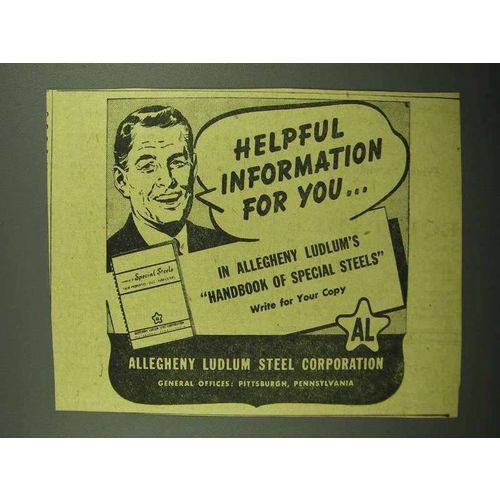 HELPFUL
INFORMATION
FOR YOU...
IN ALLEGHENY LUDLUM'S
"HANDBOOK OF SPECIAL STEELS"
Write for Your Copy
Special Steels
AL
ALLEGHENY LUDLUM STEEL CORPORATION
GENERAL OFFICES: PITTSBURGH, PENNSYLVANIA